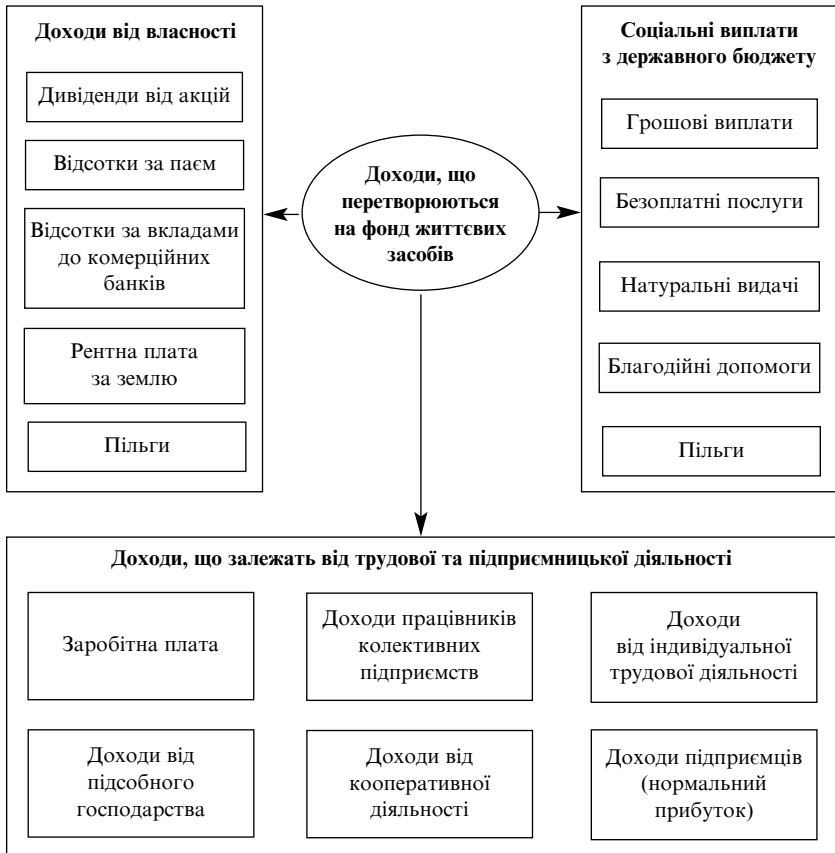 Доходи від власності
Дивіденди від акцій
Відсотки за паєм
Відсотки за вкладами
до комерційних
банків
Рентна плата
за землю
Пільги
Доходи, що
перетворюються
на фонд життєвих
засобів
Соціальні виплати
з державного бюджету
Грошові виплати
Безоплатні послуги
Натуральні видачі
Благодійні допомоги
Пільги
Доходи, що залежать від трудової та підприємницької діяльності
Заробітна плата
Доходи працівників
колективних
підприємств
Доходи
від індивідуальної
трудової діяльності
Доходи від
підсобного
господарства
Доходи від
кооперативної
діяльності
Доходи підприємців
(нормальний
прибуток)